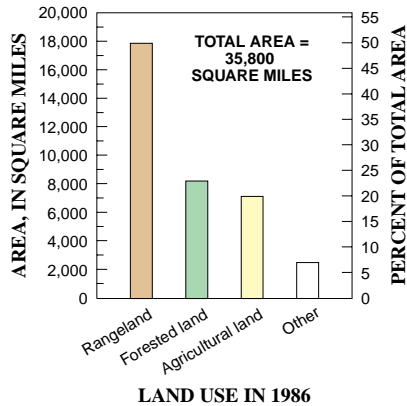 AREA, IN SQUARE MILES
20,000
18,000
16,000
14,000
12,000
10,000
8,000
6,000
4,000
2,000
0
TOTAL AREA =
35,800
SQUARE MILES
55
50
45
40
35
30
25
20
15
10
5
0
PERCENT OF TOTAL AREA
Rangeland
Forested land
Agricultural land
Other
LAND USE IN 1986